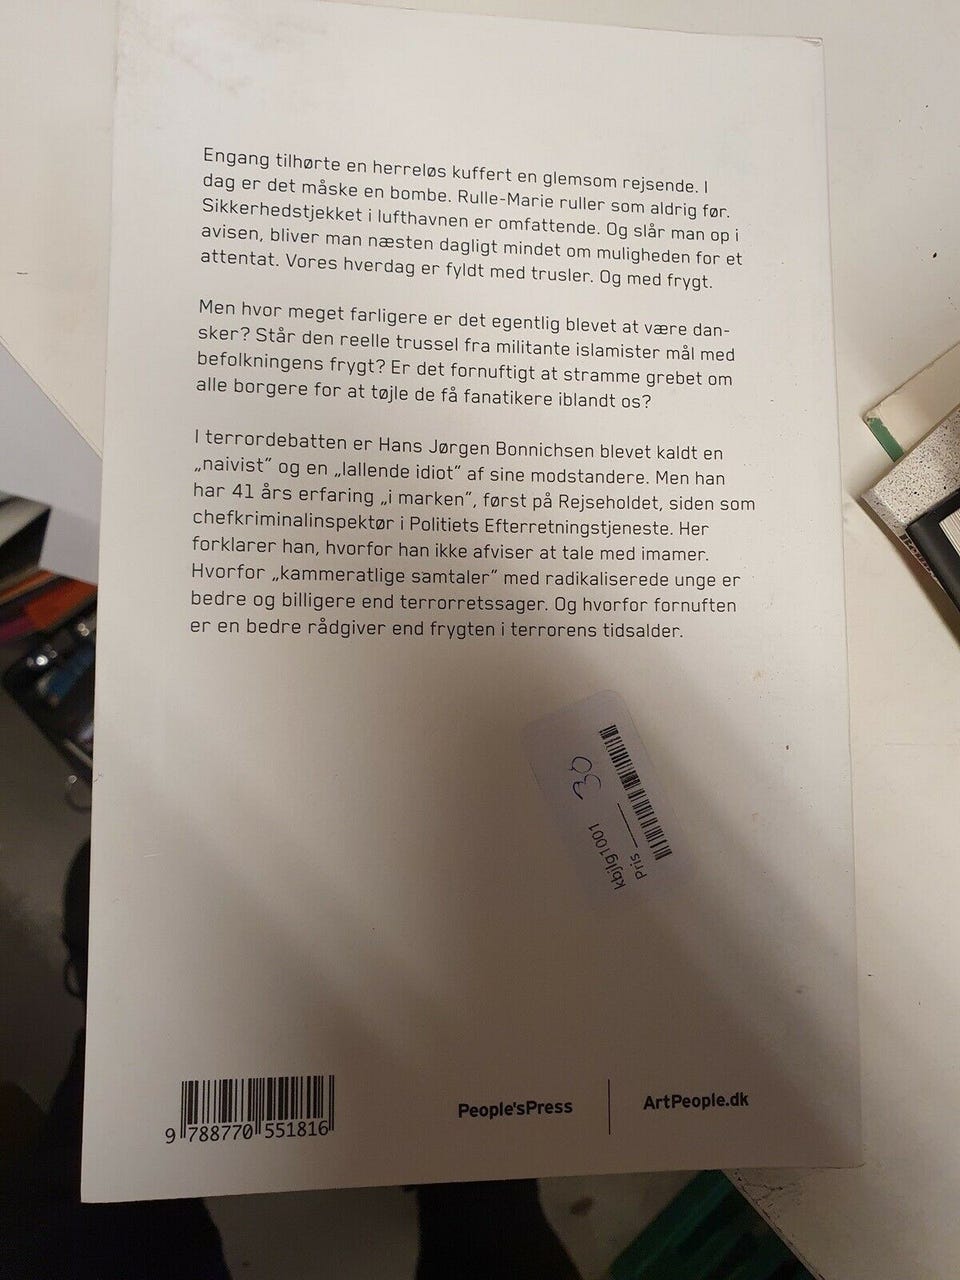 Engang tilhørte en herreløs kuffert en glemsom rejsende. I
dag er det måske en bombe. Rulle-Marie ruller som aldrig før.
Sikkerhedstjekket i lufthavnen er omfattende. Og slår man op i
avisen, bliver man næsten dagligt mindet om muligheden for et
attentat. Vores hverdag er fyldt med trusler. Og med frygt.
Men hvor meget farligere er det egentlig blevet at være dan-
sker? Står den reelle trussel fra militante islamister mål med
befolkningens frygt? Er det fornuftigt at stramme grebet om
alle borgere for at tøjle de få fanatikere iblandt os?
I terrordebatten er Hans Jørgen Bonnichsen blevet kaldt en
„naivist” og en „lallende idiot” af sine modstandere. Men han
har 41 års erfaring „i marken”, først på Rejseholdet, siden som
chefkriminalinspektør i Politiets Efterretningstjeneste. Her
forklarer han, hvorfor han ikke afviser at tale med imamer.
Hvorfor „kammeratlige samtaler” med radikaliserede unge er
bedre og billigere end terrorretssager. Og hvorfor fornuften
er en bedre rådgiver end frygten i terrorens tidsalder.
kbjlg1001
Pris
30
9 788770 551816
People'sPress
ArtPeople.dk